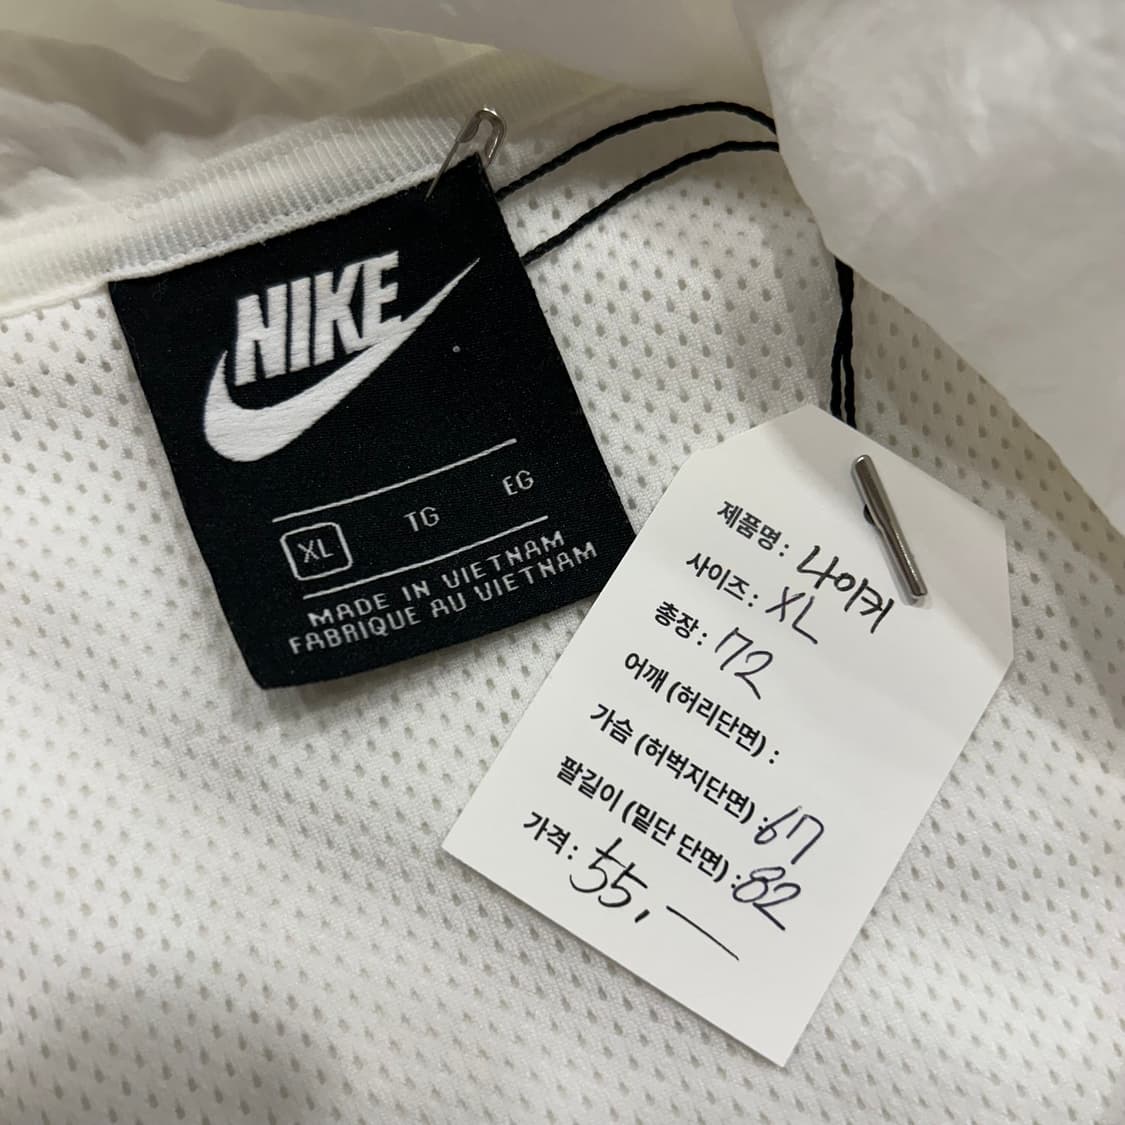 NIKE
XL TG EG
MADE IN VIETNAM
FABRIQUE AU VIETNAM
제품명: 나이커
사이즈: XL
총장: 72
어깨 (허리단면) :
가슴 (허벅지단면) : 67
팔길이 (밑단 단면) : 82
가격: 55,—